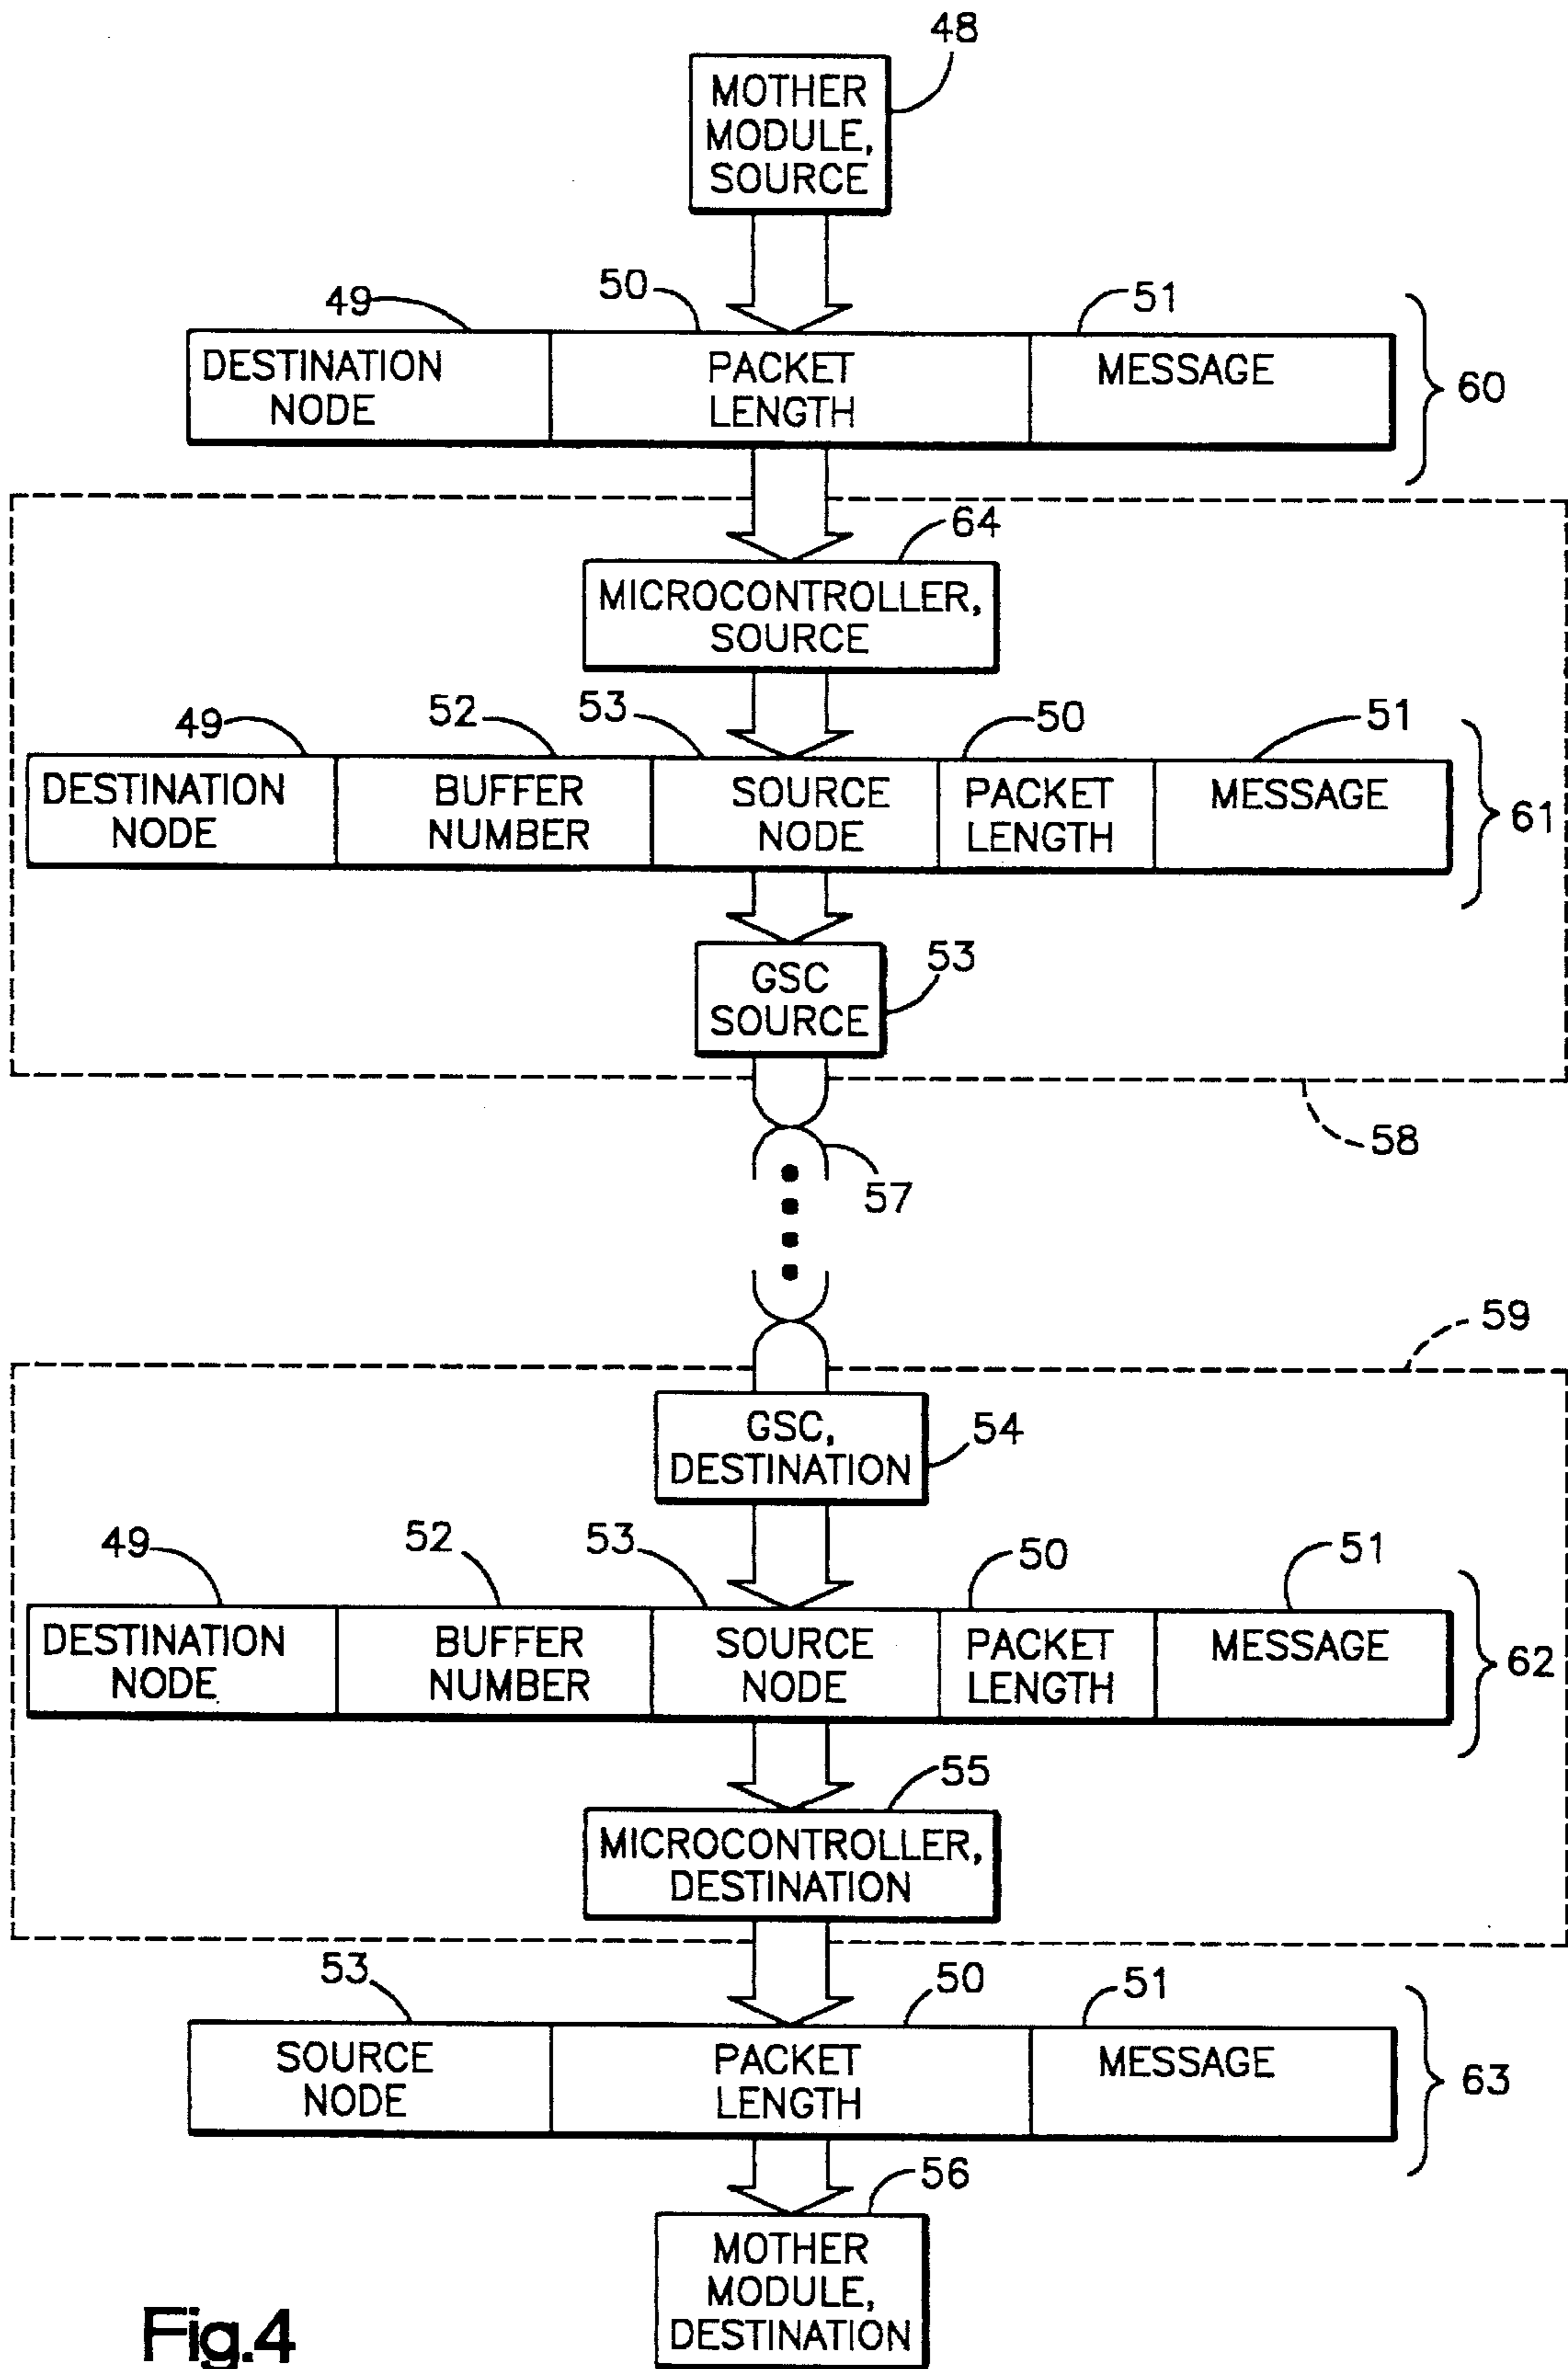 48
MOTHER
MODULE,
SOURCE
49
50
51
DESTINATION
NODE
PACKET
LENGTH
MESSAGE
60
64
MICROCONTROLLER,
SOURCE
49
52
53
50
51
DESTINATION
NODE
BUFFER
NUMBER
SOURCE
NODE
PACKET
LENGTH
MESSAGE
61
GSC
SOURCE
53
58
57
59
GSC,
DESTINATION
54
49
52
53
50
51
DESTINATION
NODE
BUFFER
NUMBER
SOURCE
NODE
PACKET
LENGTH
MESSAGE
62
55
MICROCONTROLLER,
DESTINATION
53
50
51
SOURCE
NODE
PACKET
LENGTH
MESSAGE
63
56
MOTHER
MODULE,
DESTINATION
Fig.4